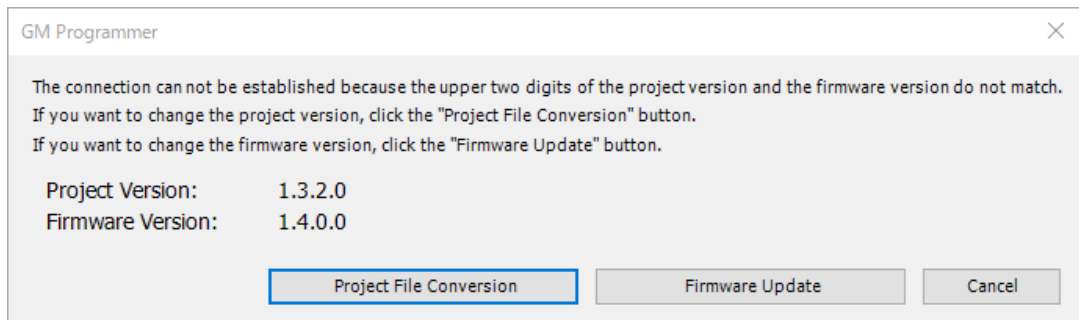 GM Programmer
The connection can not be established because the upper two digits of the project version and the firmware version do not match.
If you want to change the project version, click the "Project File Conversion" button.
If you want to change the firmware version, click the "Firmware Update" button.
Project Version: 1.3.2.0
Firmware Version: 1.4.0.0
Project File Conversion Firmware Update Cancel